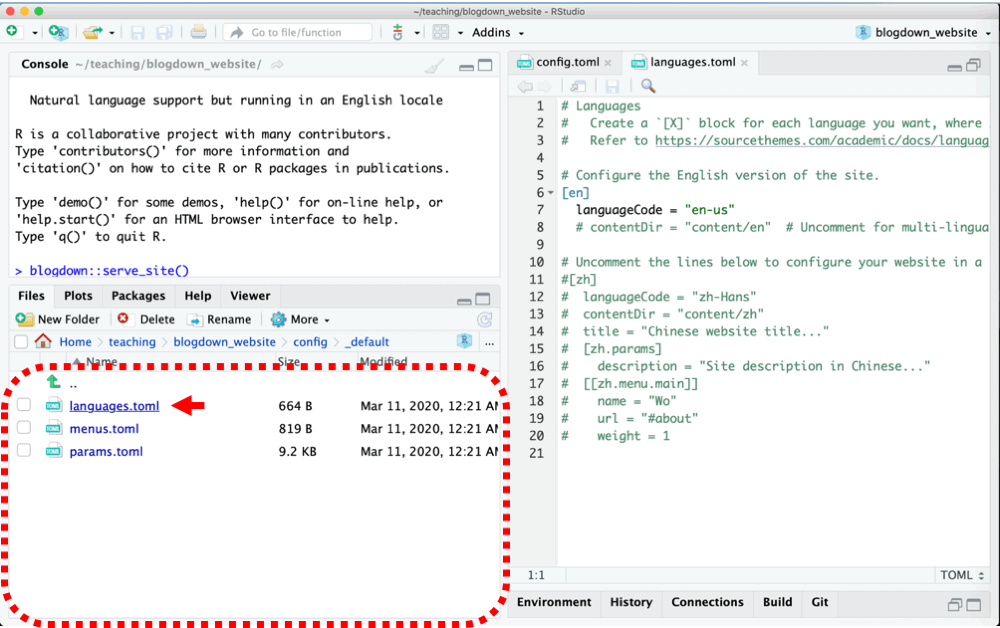 ~/teaching/blogdown_website - RStudio
Go to file/function
Addins
blogdown_website
Console ~/teaching/blogdown_website/
Natural language support but running in an English locale
R is a collaborative project with many contributors.
Type 'contributors()' for more information and
'citation()' on how to cite R or R packages in publications.
Type 'demo()' for some demos, 'help()' for on-line help, or
'help.start()' for an HTML browser interface to help.
Type 'q()' to quit R.
> blogdown::serve_site()
Files Plots Packages Help Viewer
New Folder Delete Rename More
Home teaching blogdown_website config _default ...
Name Size Modified
..
languages.toml 664 B Mar 11, 2020, 12:21 AM
menus.toml 819 B Mar 11, 2020, 12:21 AM
params.toml 9.2 KB Mar 11, 2020, 12:21 AM
config.toml languages.toml
1 # Languages
2 #   Create a `[X]` block for each language you want, where
3 #   Refer to https://sourcethemes.com/academic/docs/languag
4
5 # Configure the English version of the site.
6 [en]
7   languageCode = "en-us"
8   # contentDir = "content/en"  # Uncomment for multi-lingua
9
10 # Uncomment the lines below to configure your website in a
11 #[zh]
12 #  languageCode = "zh-Hans"
13 #  contentDir = "content/zh"
14 #  title = "Chinese website title..."
15 #  [zh.params]
16 #    description = "Site description in Chinese..."
17 #  [[zh.menu.main]]
18 #    name = "Wo"
19 #    url = "#about"
20 #    weight = 1
21
1:1 TOML
Environment History Connections Build Git